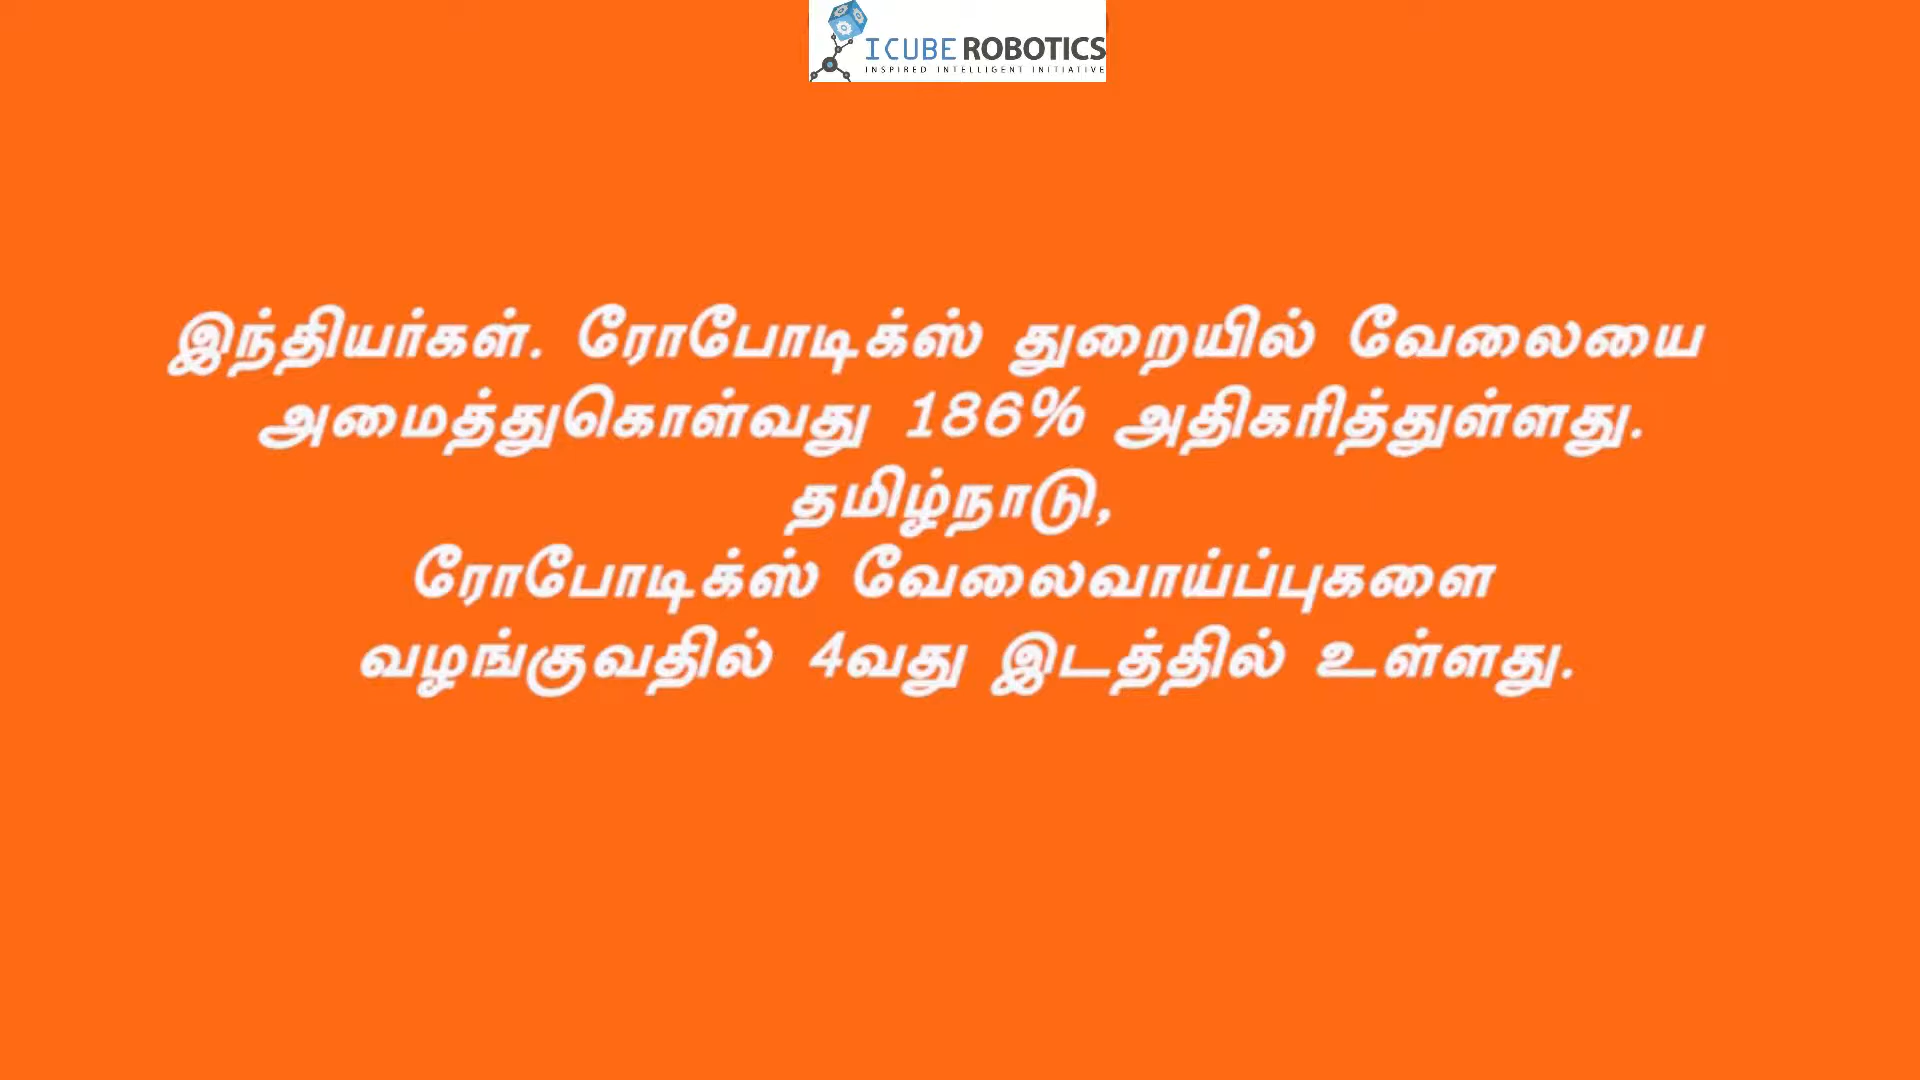 ICUBE ROBOTICS
INSPIRED INTELLIGENT INITIATIVE
இந்தியர்கள். ரோபோடிக்ஸ் துறையில் வேலையை
அமைத்துகொள்வது 186% அதிகரித்துள்ளது.
தமிழ்நாடு,
ரோபோடிக்ஸ் வேலைவாய்ப்புகளை
வழங்குவதில் 4வது இடத்தில் உள்ளது.